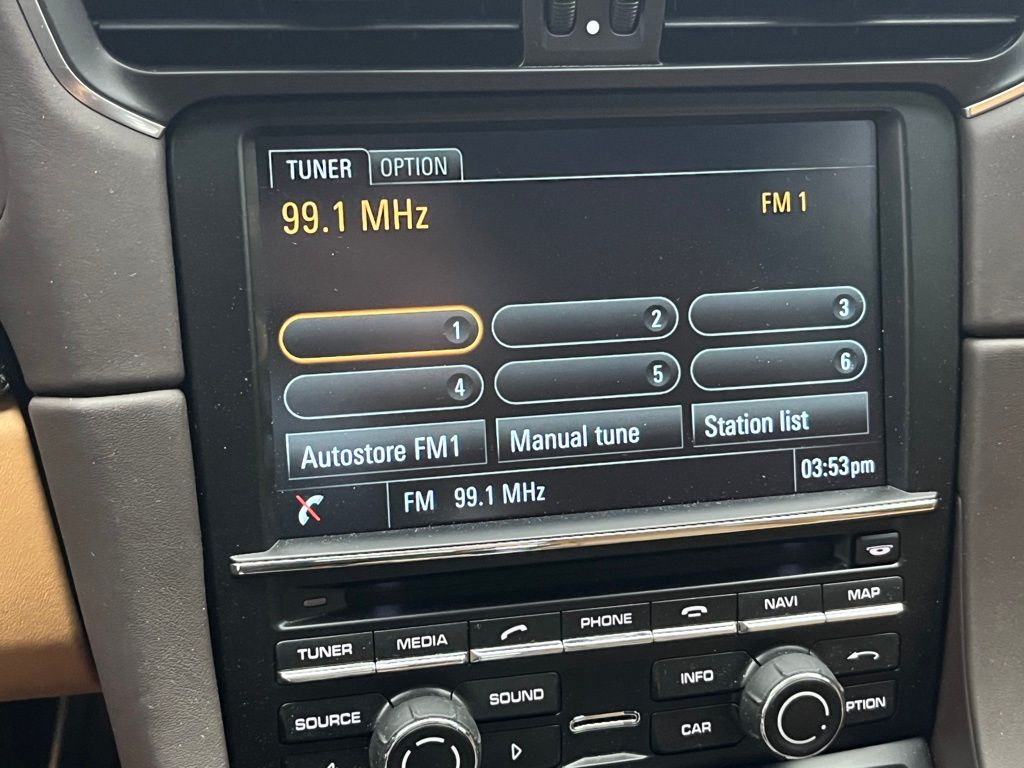 TUNER OPTION
99.1 MHz FM 1
1 2 3
4 5 6
Autostore FM1 Manual tune Station list
FM 99.1 MHz 03:53pm
TUNER MEDIA PHONE NAVI MAP
SOURCE SOUND INFO
CAR PTION